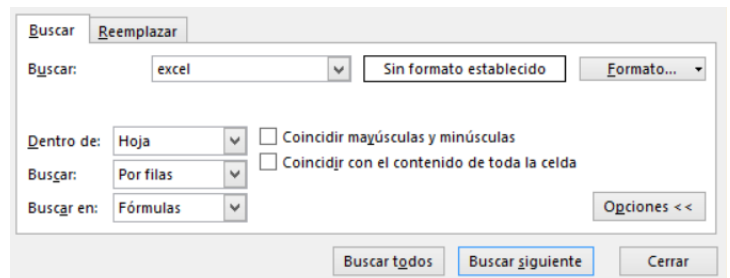 Buscar Reemplazar
Buscar: excel Sin formato establecido Formato...
Dentro de: Hoja Coincidir mayúsculas y minúsculas
Buscar: Por filas Coincidir con el contenido de toda la celda
Buscar en: Fórmulas Opciones <<
Buscar todos Buscar siguiente Cerrar